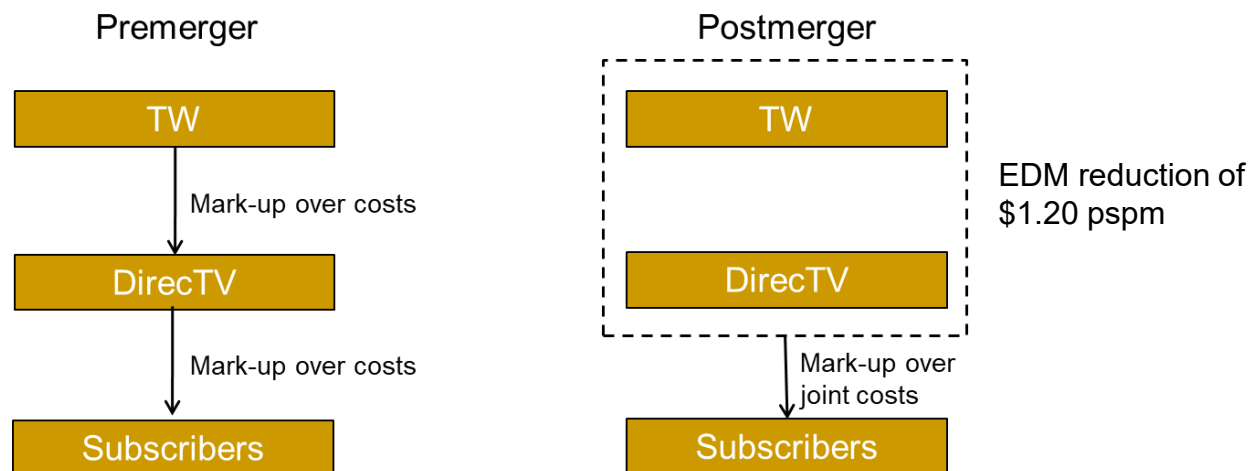 Premerger
TW
Mark-up over costs
DirecTV
Mark-up over costs
Subscribers
Postmerger
TW
DirecTV
Mark-up over
joint costs
Subscribers
EDM reduction of
$1.20 pspm